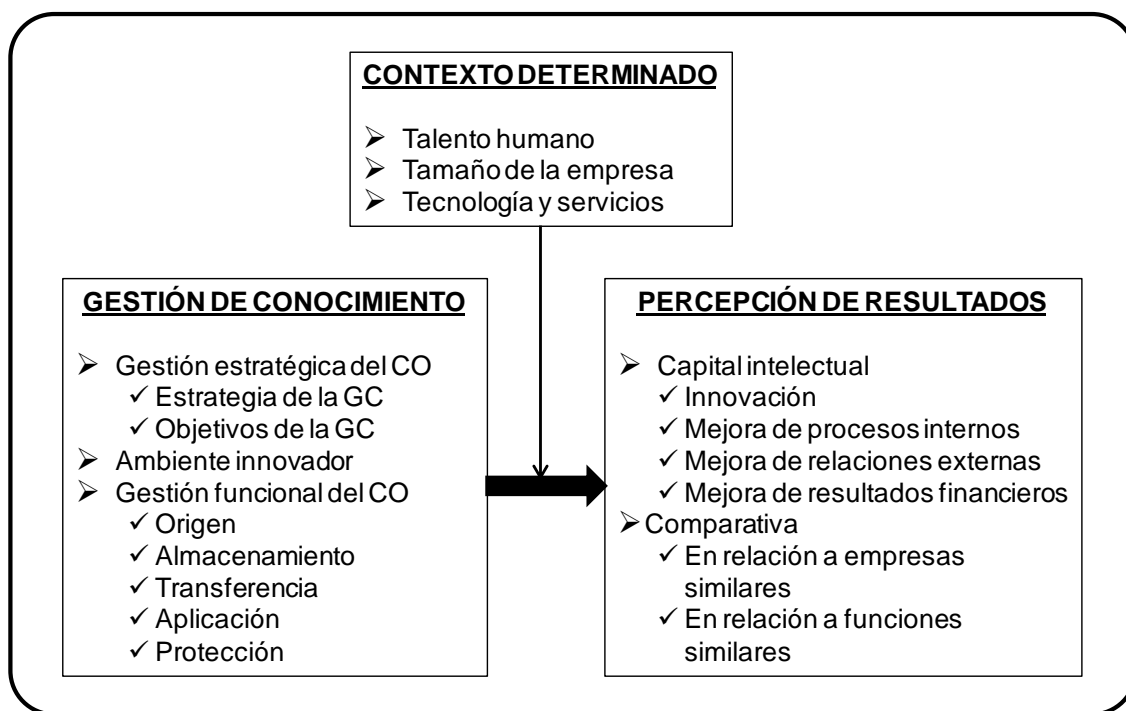 CONTEXTO DETERMINADO
➢ Talento humano
➢ Tamaño de la empresa
➢ Tecnología y servicios
GESTIÓN DE CONOCIMIENTO
➢ Gestión estratégica del CO
✓ Estrategia de la GC
✓ Objetivos de la GC
➢ Ambiente innovador
➢ Gestión funcional del CO
✓ Origen
✓ Almacenamiento
✓ Transferencia
✓ Aplicación
✓ Protección
PERCEPCIÓN DE RESULTADOS
➢ Capital intelectual
✓ Innovación
✓ Mejora de procesos internos
✓ Mejora de relaciones externas
✓ Mejora de resultados financieros
➢ Comparativa
✓ En relación a empresas
similares
✓ En relación a funciones
similares